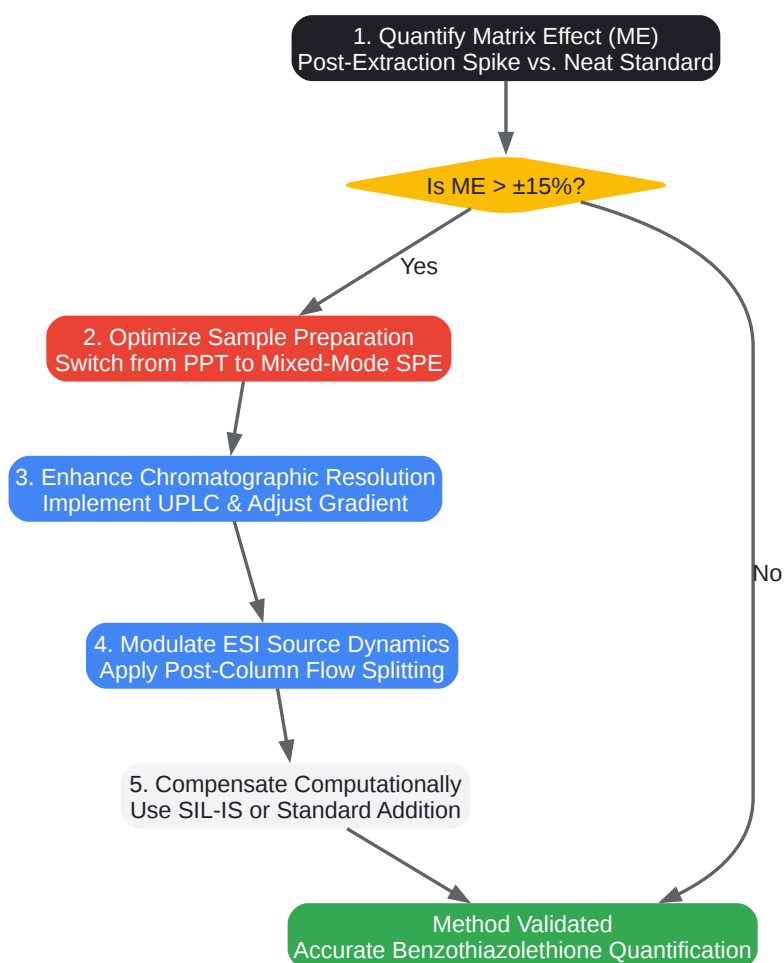 1. Quantify Matrix Effect (ME)
Post-Extraction Spike vs. Neat Standard
Is ME > ±15%?
Yes
2. Optimize Sample Preparation
Switch from PPT to Mixed-Mode SPE
3. Enhance Chromatographic Resolution
Implement UPLC & Adjust Gradient
No
4. Modulate ESI Source Dynamics
Apply Post-Column Flow Splitting
5. Compensate Computationally
Use SIL-IS or Standard Addition
Method Validated
Accurate Benzothiazolethione Quantification